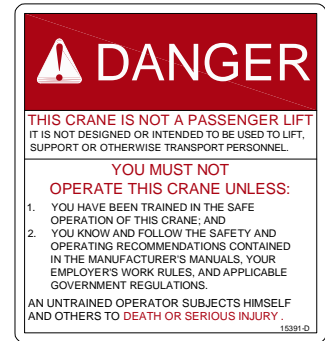 DANGER
THIS CRANE IS NOT A PASSENGER LIFT
IT IS NOT DESIGNED OR INTENDED TO BE USED TO LIFT,
SUPPORT OR OTHERWISE TRANSPORT PERSONNEL.
YOU MUST NOT
OPERATE THIS CRANE UNLESS:
1. YOU HAVE BEEN TRAINED IN THE SAFE
OPERATION OF THIS CRANE; AND
2. YOU KNOW AND FOLLOW THE SAFETY AND
OPERATING RECOMMENDATIONS CONTAINED
IN THE MANUFACTURER'S MANUALS, YOUR
EMPLOYER'S WORK RULES, AND APPLICABLE
GOVERNMENT REGULATIONS.
AN UNTRAINED OPERATOR SUBJECTS HIMSELF
AND OTHERS TO DEATH OR SERIOUS INJURY .
15391-D